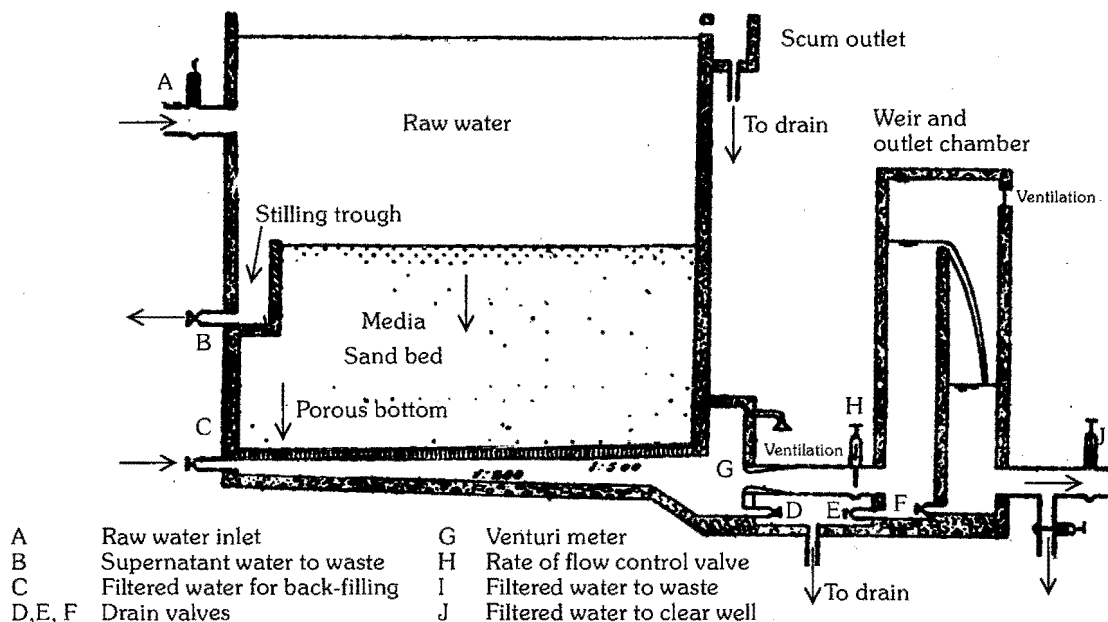 Scum outlet
A
Raw water
To drain
Weir and
outlet chamber
Ventilation
Stilling trough
Media
Sand bed
B
Porous bottom
C
H
Ventilation
J
G
1:500
D
E
F
To drain
A Raw water inlet
B Supernatant water to waste
C Filtered water for back-filling
D,E, F Drain valves
G Venturi meter
H Rate of flow control valve
I Filtered water to waste
J Filtered water to clear well